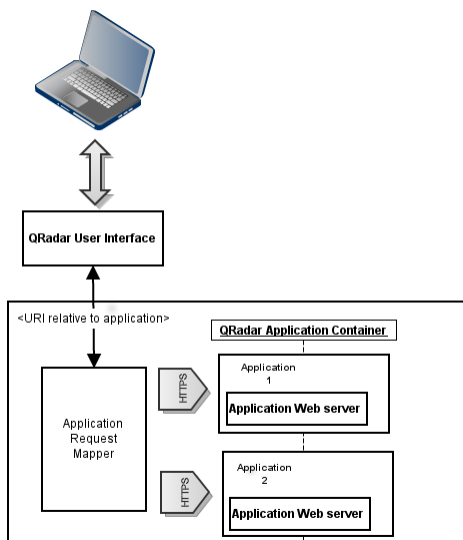 QRadar User Interface
<URI relative to application>
QRadar Application Container
Application
Request
Mapper
HTTPS
Application
1
Application Web server
HTTPS
Application
2
Application Web server